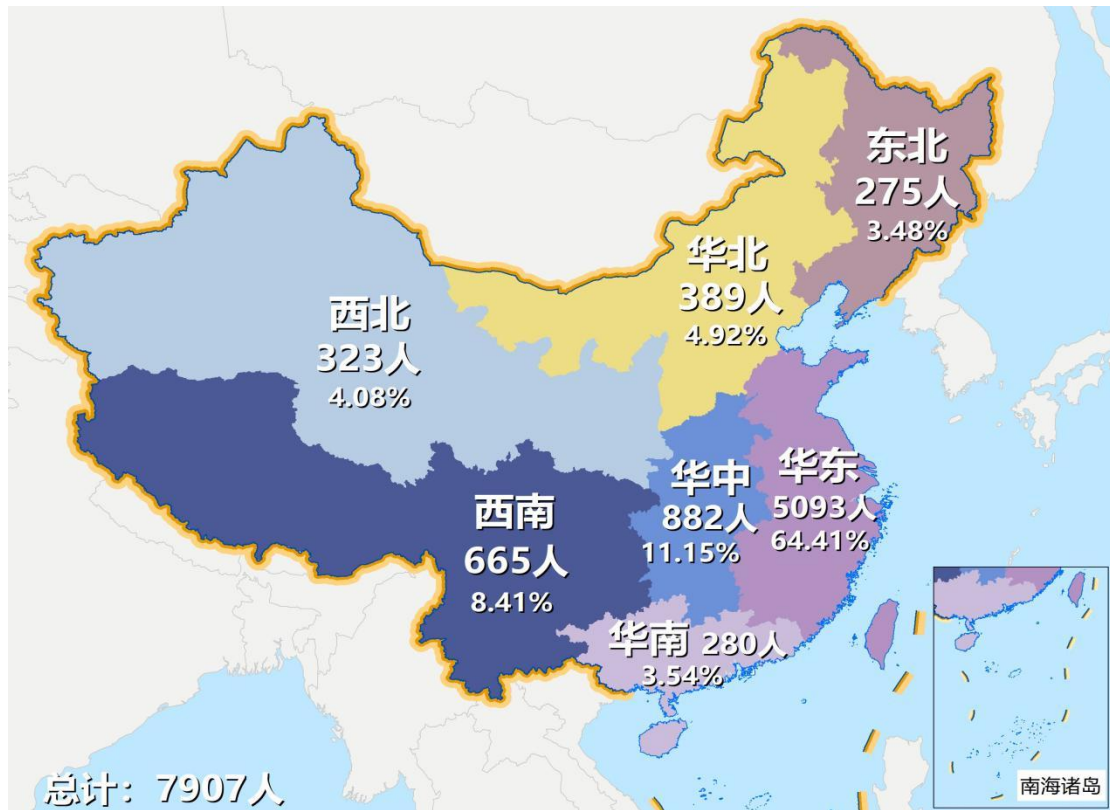 东北
275人
3.48%
华北
389人
4.92%
西北
323人
4.08%
华中
882人
11.15%
华东
5093人
64.41%
西南
665人
8.41%
华南 280人
3.54%
总计：7907人
南海诸岛